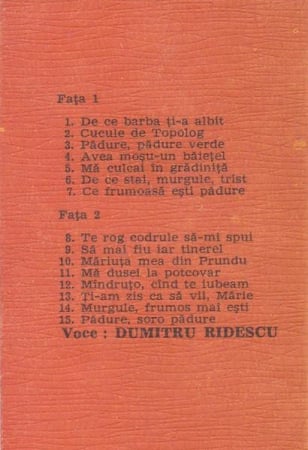 Fața 1
1. De ce barba ți-a albit
2. Cucule de Topolog
3. Pădure, pădure verde
4. Avea moșu-un băiețel
5. Mă culcai în grădiniță
6. De ce stai, murgule, trist
7. Ce frumoasă ești pădure
Fața 2
8. Te rog codrule să-mi spui
9. Să mai fiu iar tinerel
10. Măriuța mea din Prundu
11. Mă dusei la potcovar
12. Mîndruțo, cînd te iubeam
13. Ți-am zis ca să vii, Mărie
14. Murgule, frumos mai ești
15. Pădure, soro pădure
Voce : DUMITRU RIDESCU